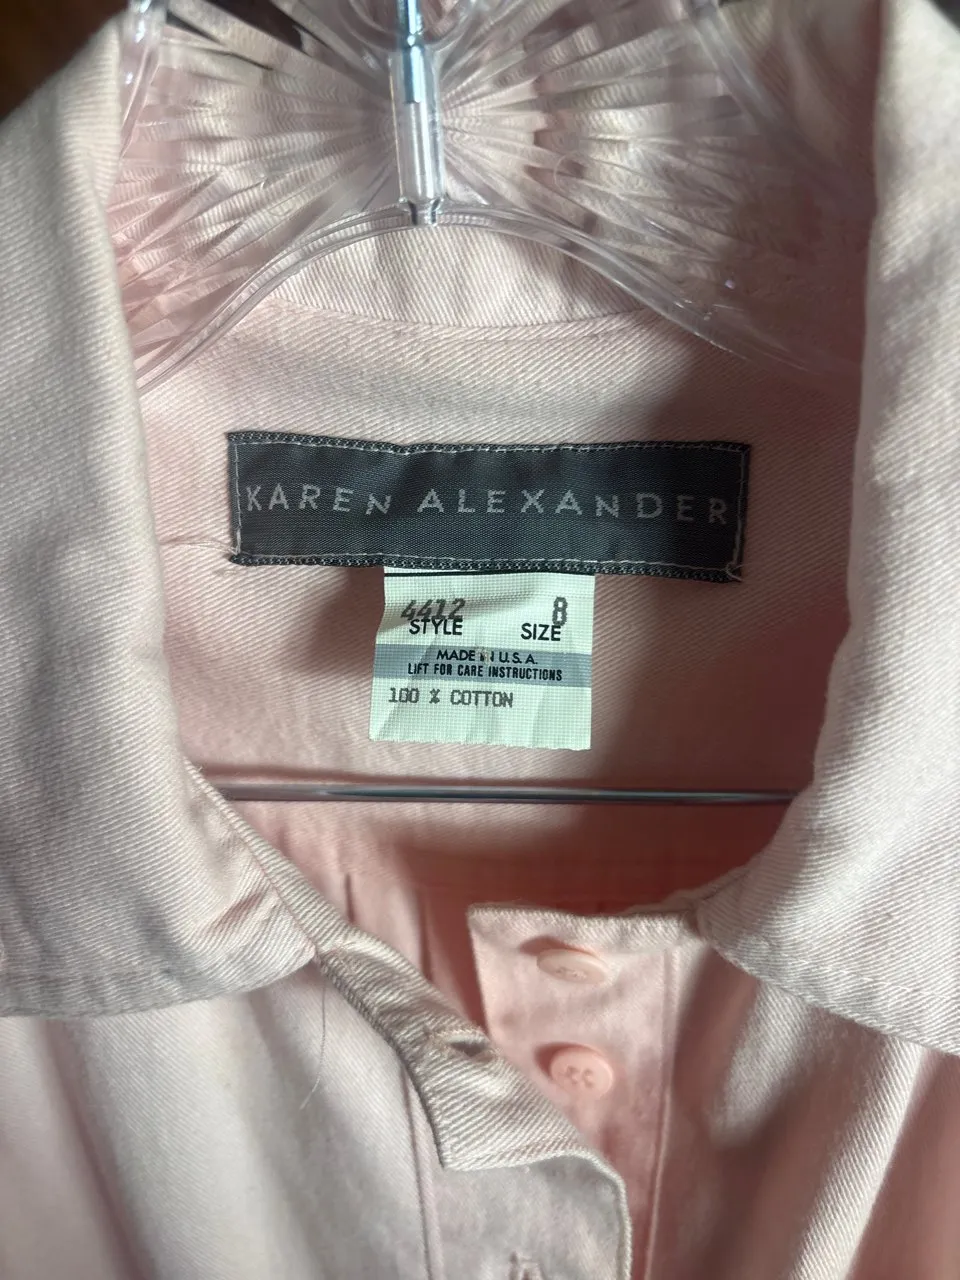 KAREN ALEXANDER
4412 8
STYLE SIZE
MADE IN U.S.A.
LIFT FOR CARE INSTRUCTIONS
100 % COTTON